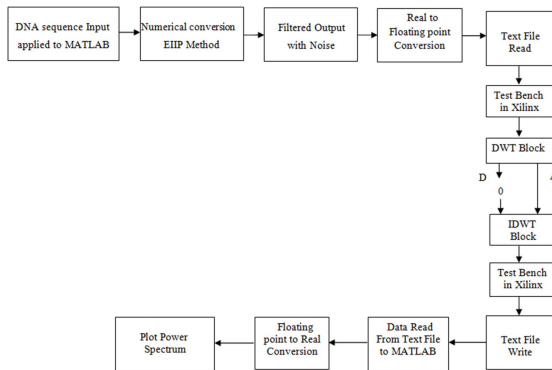 DNA sequence Input
applied to MATLAB
Numerical conversion
EIIP Method
Filtered Output
with Noise
Real to
Floating point
Conversion
Text File
Read
Test Bench
in Xilinx
DWT Block
D
0
IDWT
Block
Test Bench
in Xilinx
Text File
Write
Data Read
From Text File
to MATLAB
Floating
point to Real
Conversion
Plot Power
Spectrum